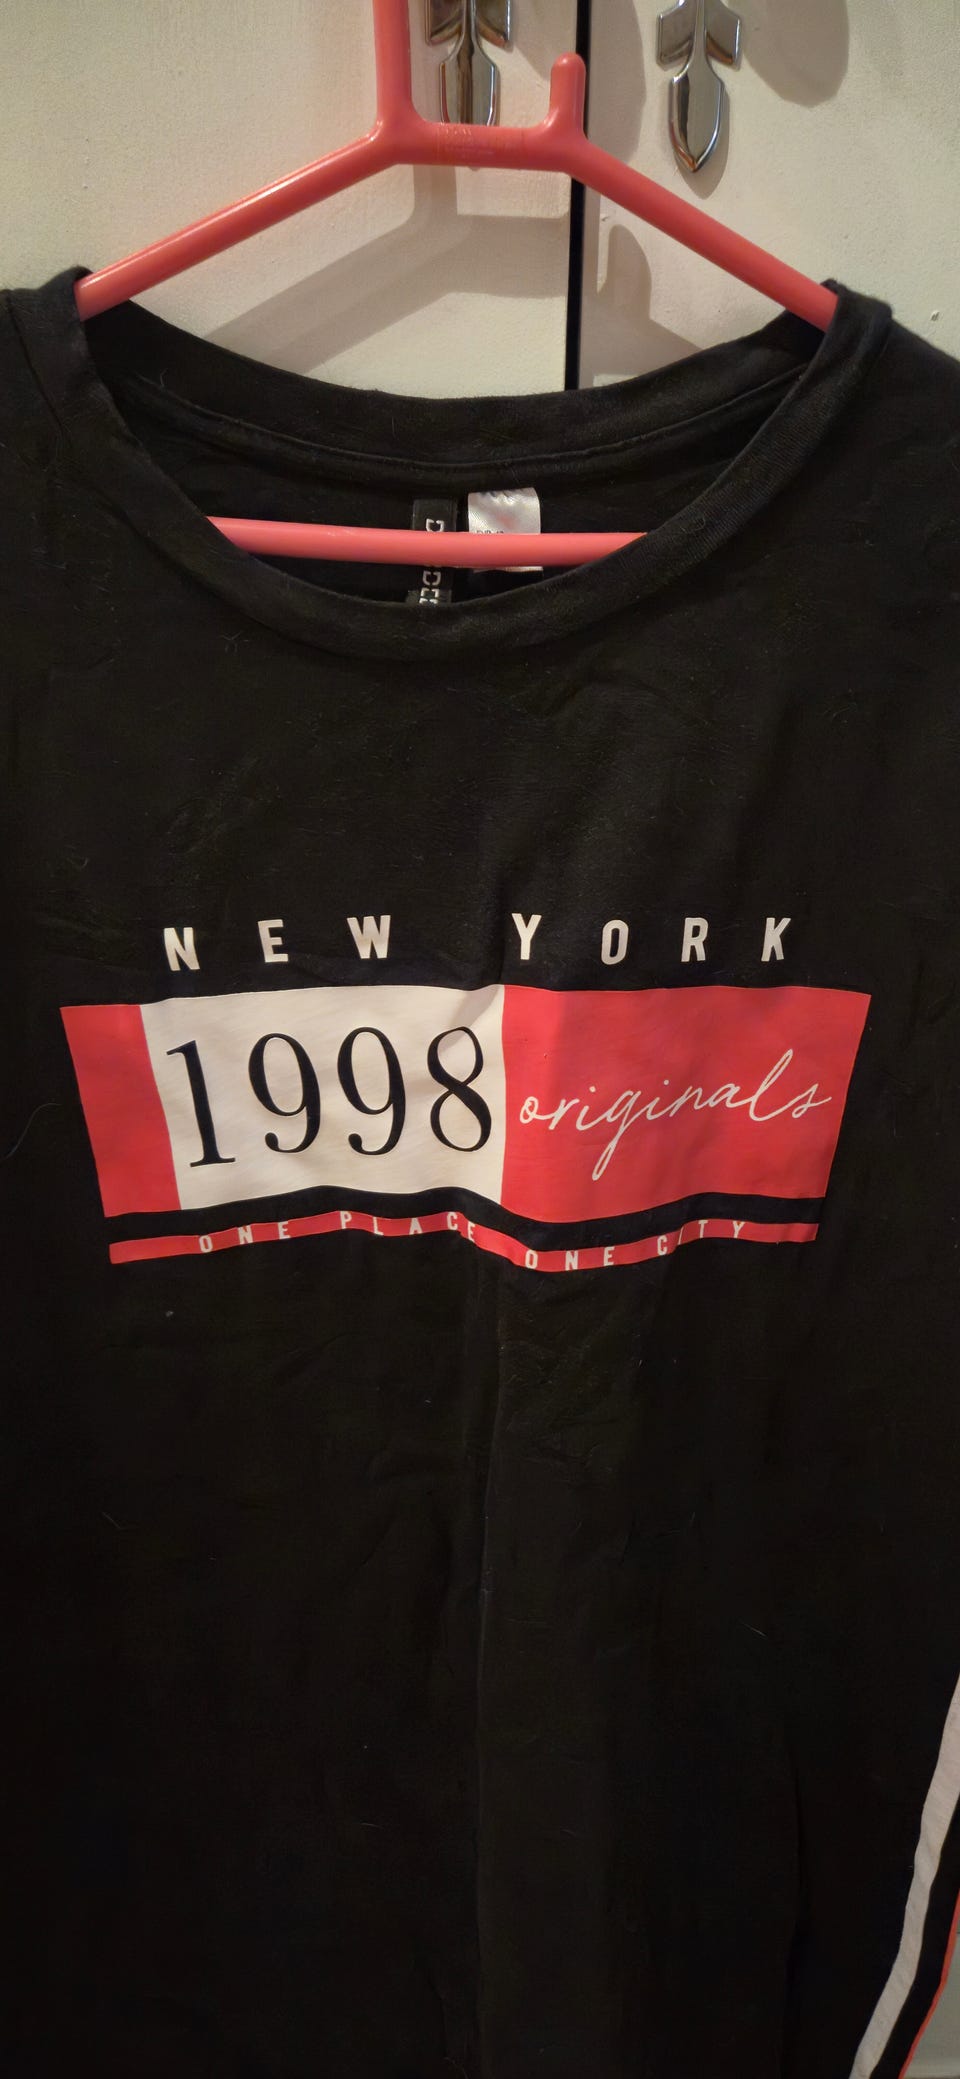 NEW YORK
1998 originals
ONE PLACE ONE CITY